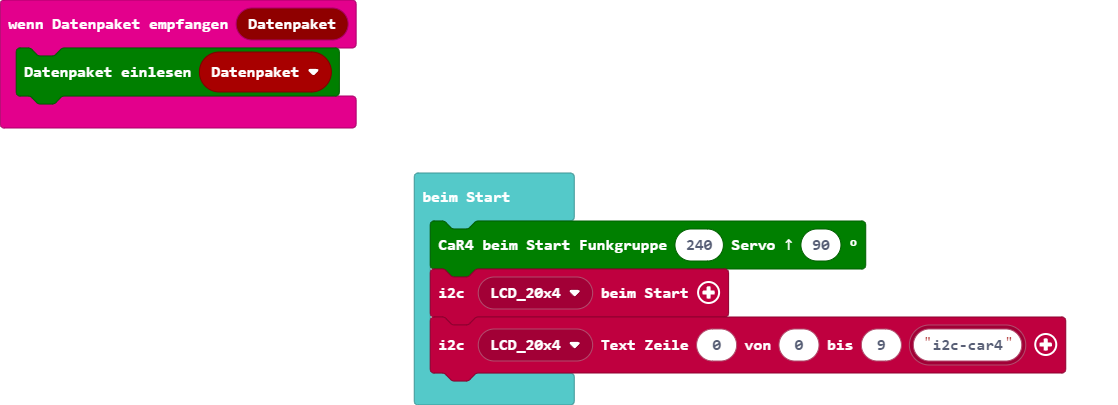 wenn Datenpaket empfangen Datenpaket
Datenpaket einlesen Datenpaket
beim Start
CaR4 beim Start Funkgruppe 240 Servo ↑ 90 °
i2c LCD_20x4 beim Start
i2c LCD_20x4 Text Zeile 0 von 0 bis 9 "i2c-car4"